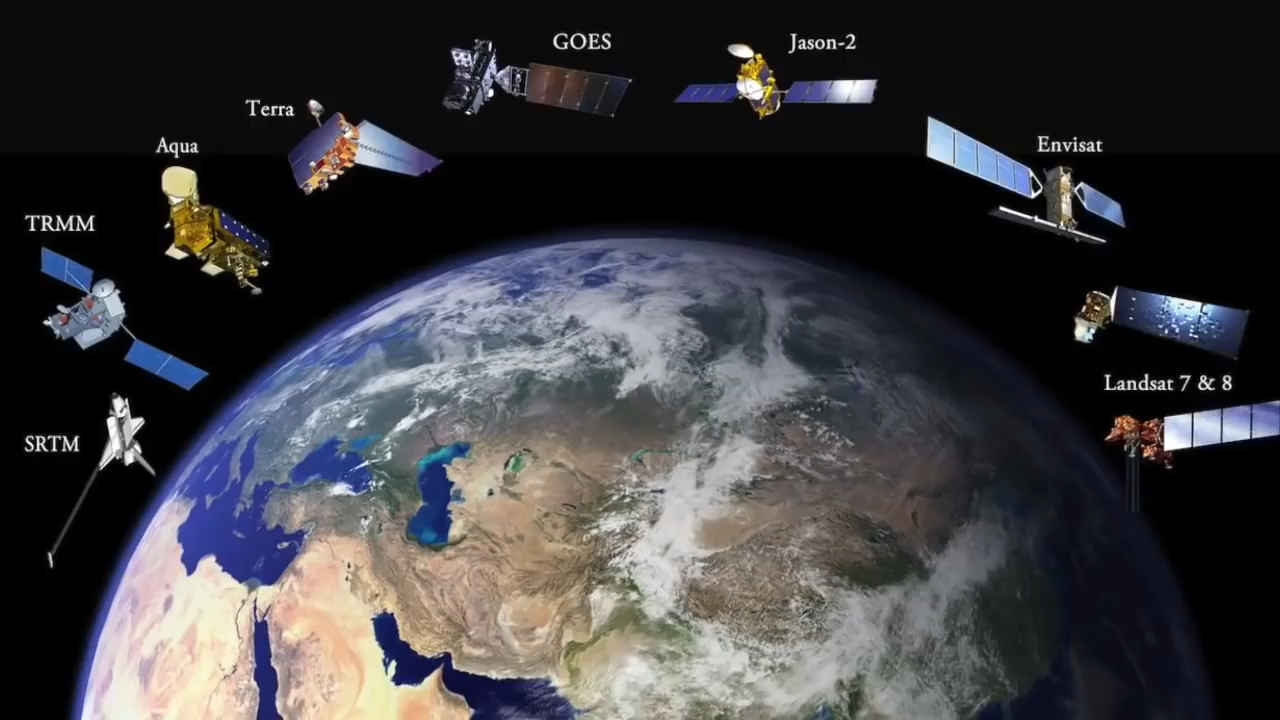 GOES
Jason-2
Terra
Aqua
Envisat
TRMM
Landsat 7 & 8
SRTM